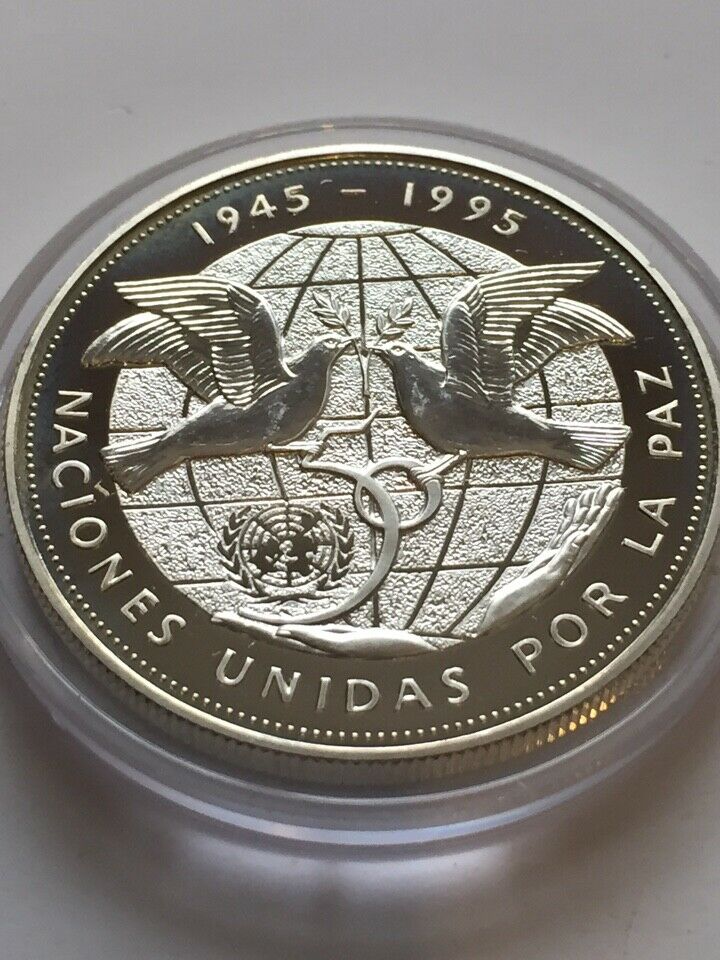 1945 - 1995
NACIONES UNIDAS POR LA PAZ